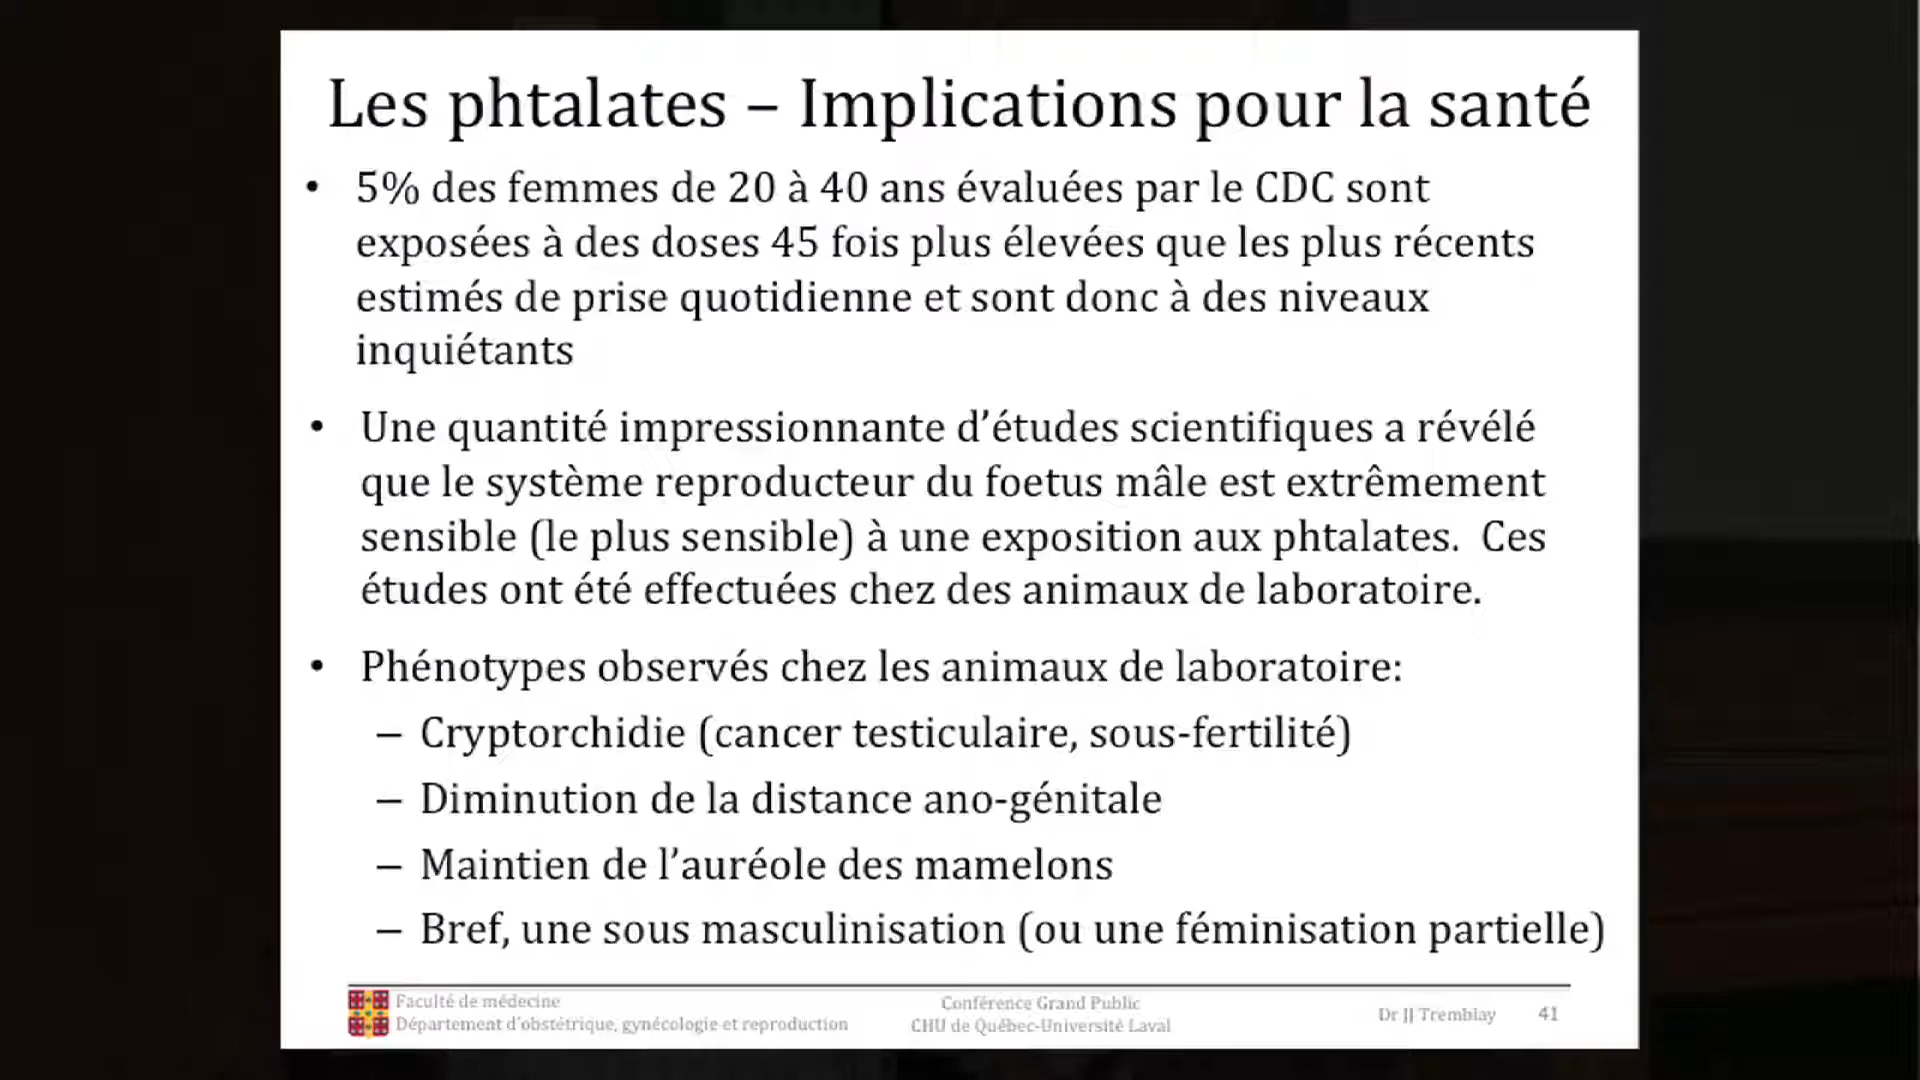 Les phtalates – Implications pour la santé
• 5% des femmes de 20 à 40 ans évaluées par le CDC sont
exposées à des doses 45 fois plus élevées que les plus récents
estimés de prise quotidienne et sont donc à des niveaux
inquiétants
• Une quantité impressionnante d’études scientifiques a révélé
que le système reproducteur du foetus mâle est extrêmement
sensible (le plus sensible) à une exposition aux phtalates. Ces
études ont été effectuées chez des animaux de laboratoire.
• Phénotypes observés chez les animaux de laboratoire:
– Cryptorchidie (cancer testiculaire, sous-fertilité)
– Diminution de la distance ano-génitale
– Maintien de l’auréole des mamelons
– Bref, une sous masculinisation (ou une féminisation partielle)
Faculté de médecine
Département d’obstétrique, gynécologie et reproduction
Conférence Grand Public
CHU de Québec-Université Laval
Dr JJ Tremblay 41